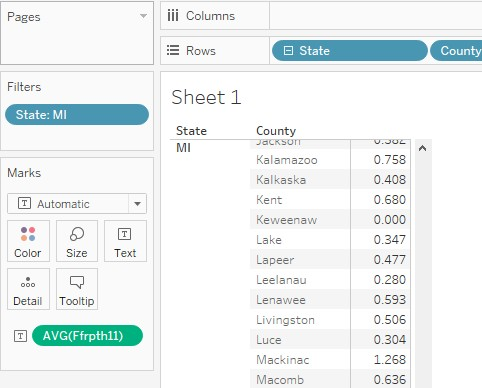 Pages
Columns
Rows
State
County
Filters
State: MI
Sheet 1
State County
MI
Jackson 0.582
Kalamazoo 0.758
Kalkaska 0.408
Marks
Kent 0.680
Automatic
Keweenaw 0.000
Lake 0.347
Color Size Text
Lapeer 0.477
Leelanau 0.280
Detail Tooltip
Lenawee 0.593
Livingston 0.506
AVG(Ffrpth11)
Luce 0.304
Mackinac 1.268
Macomb 0.636